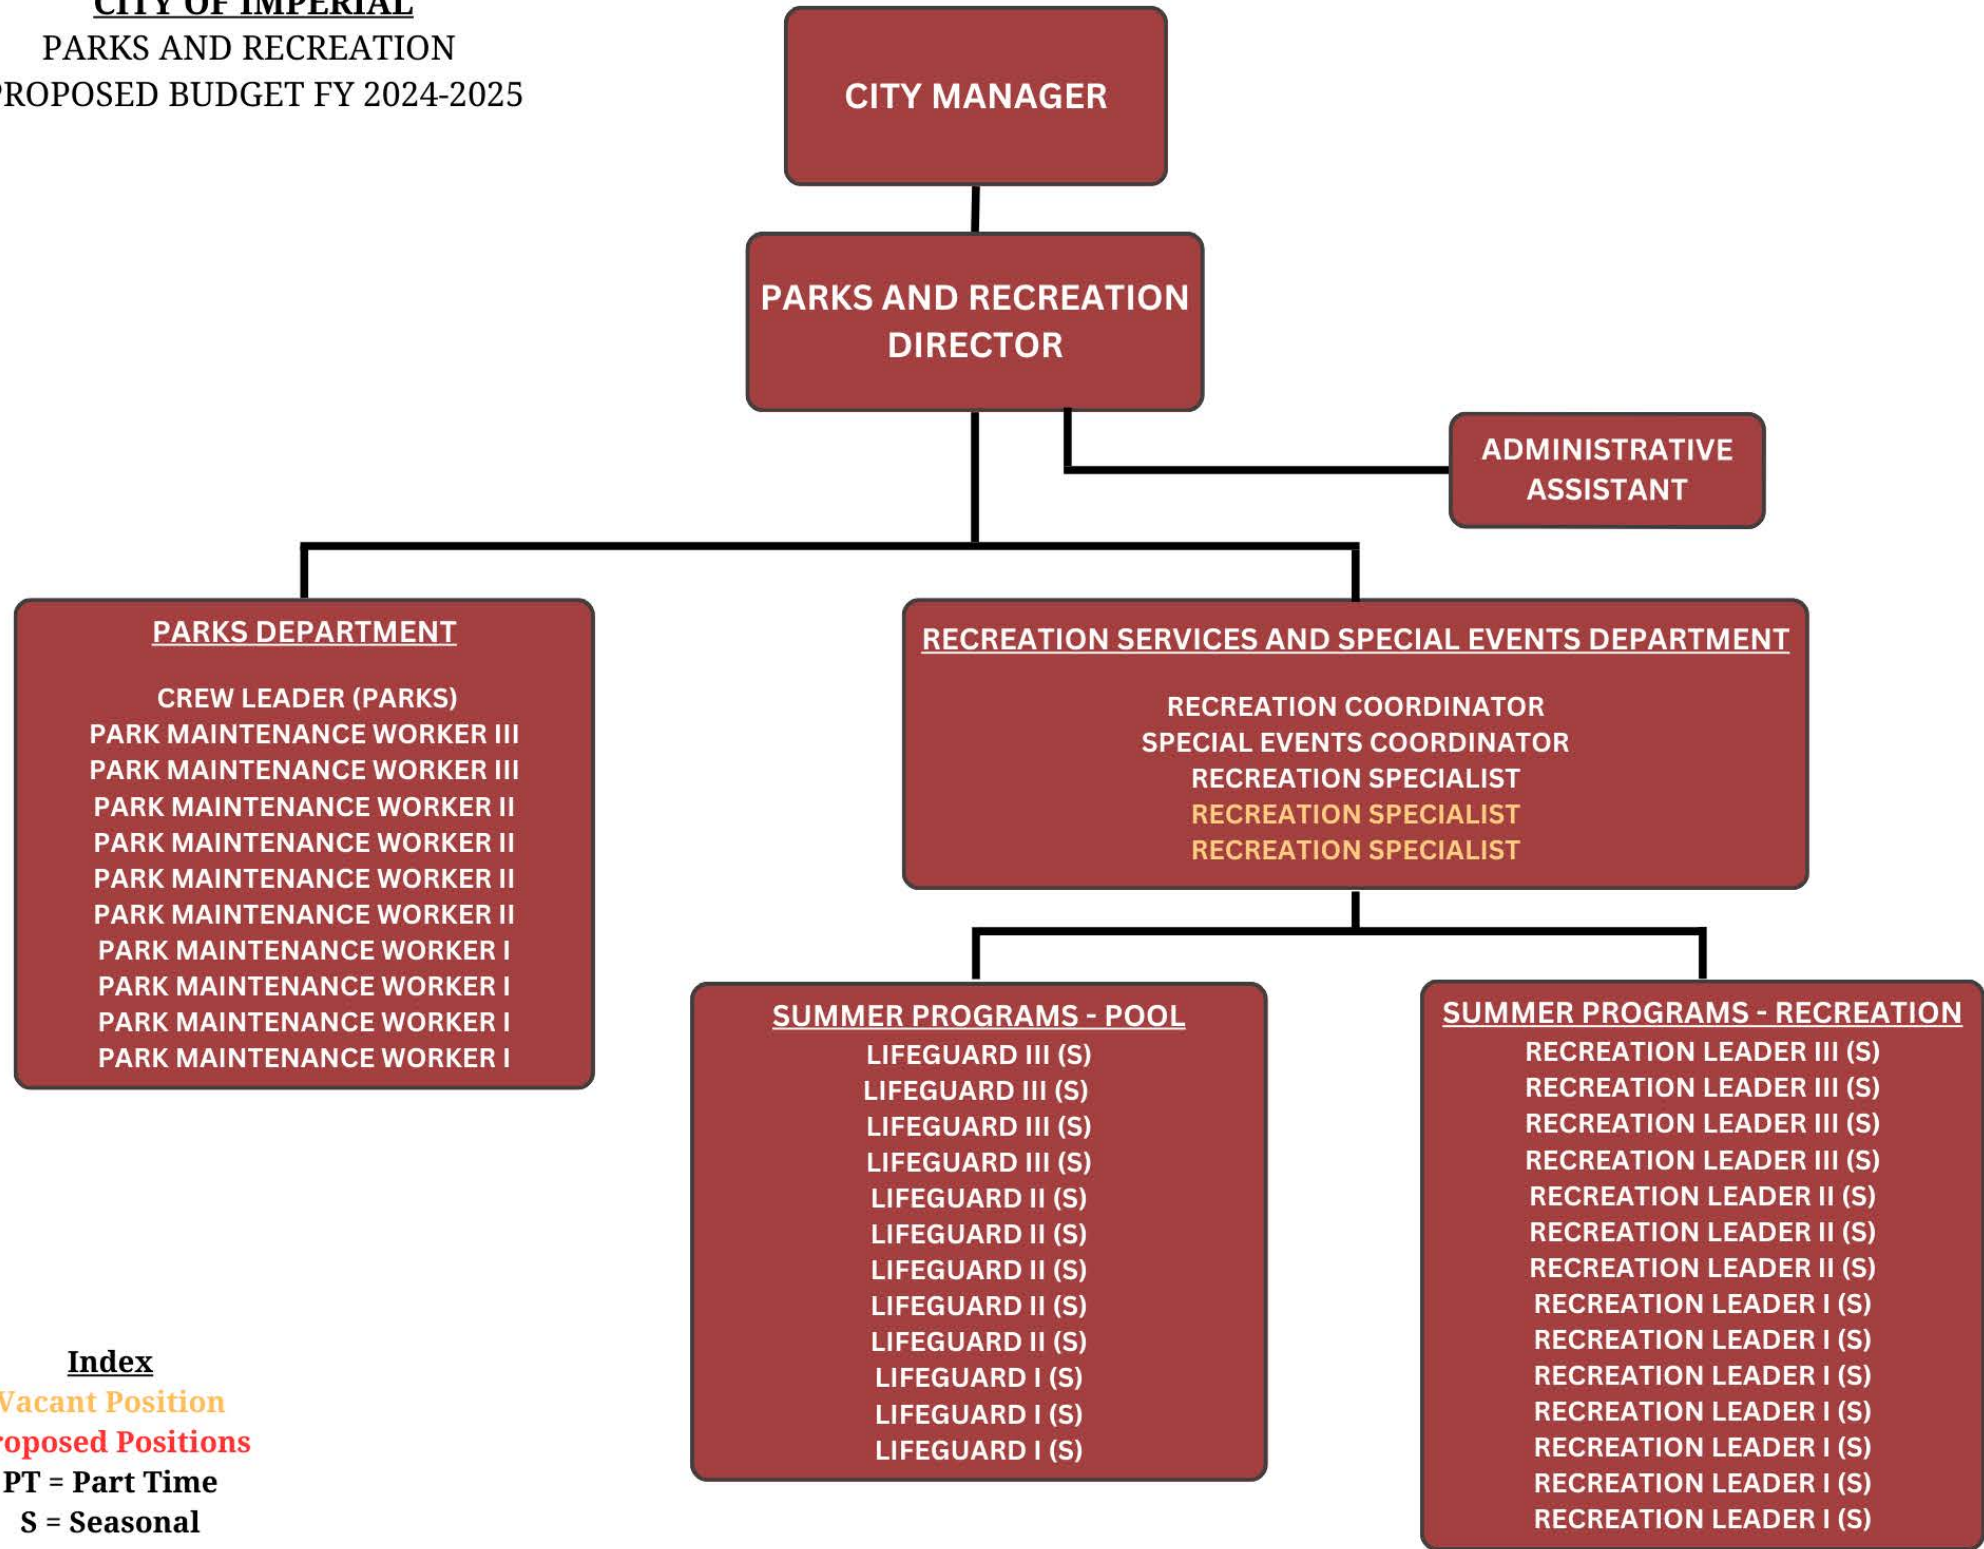 CITY OF IMPERIAL
PARKS AND RECREATION
PROPOSED BUDGET FY 2024-2025
CITY MANAGER
PARKS AND RECREATION
DIRECTOR
ADMINISTRATIVE
ASSISTANT
PARKS DEPARTMENT
CREW LEADER (PARKS)
PARK MAINTENANCE WORKER III
PARK MAINTENANCE WORKER III
PARK MAINTENANCE WORKER II
PARK MAINTENANCE WORKER II
PARK MAINTENANCE WORKER II
PARK MAINTENANCE WORKER II
PARK MAINTENANCE WORKER I
PARK MAINTENANCE WORKER I
PARK MAINTENANCE WORKER I
PARK MAINTENANCE WORKER I
RECREATION SERVICES AND SPECIAL EVENTS DEPARTMENT
RECREATION COORDINATOR
SPECIAL EVENTS COORDINATOR
RECREATION SPECIALIST
RECREATION SPECIALIST
RECREATION SPECIALIST
SUMMER PROGRAMS - POOL
LIFEGUARD III (S)
LIFEGUARD III (S)
LIFEGUARD III (S)
LIFEGUARD III (S)
LIFEGUARD II (S)
LIFEGUARD II (S)
LIFEGUARD II (S)
LIFEGUARD II (S)
LIFEGUARD II (S)
LIFEGUARD I (S)
LIFEGUARD I (S)
LIFEGUARD I (S)
SUMMER PROGRAMS - RECREATION
RECREATION LEADER III (S)
RECREATION LEADER III (S)
RECREATION LEADER III (S)
RECREATION LEADER III (S)
RECREATION LEADER II (S)
RECREATION LEADER II (S)
RECREATION LEADER II (S)
RECREATION LEADER I (S)
RECREATION LEADER I (S)
RECREATION LEADER I (S)
RECREATION LEADER I (S)
RECREATION LEADER I (S)
RECREATION LEADER I (S)
RECREATION LEADER I (S)
Index
Vacant Position
roposed Positions
PT = Part Time
S = Seasonal